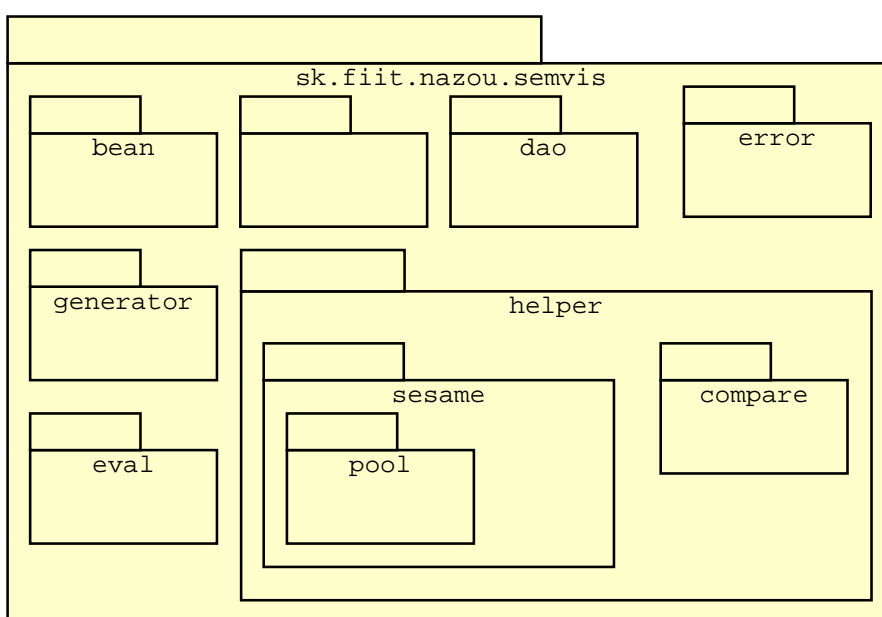 sk.fiit.nazou.semvis
bean
dao
error
generator
helper
sesame
compare
eval
pool